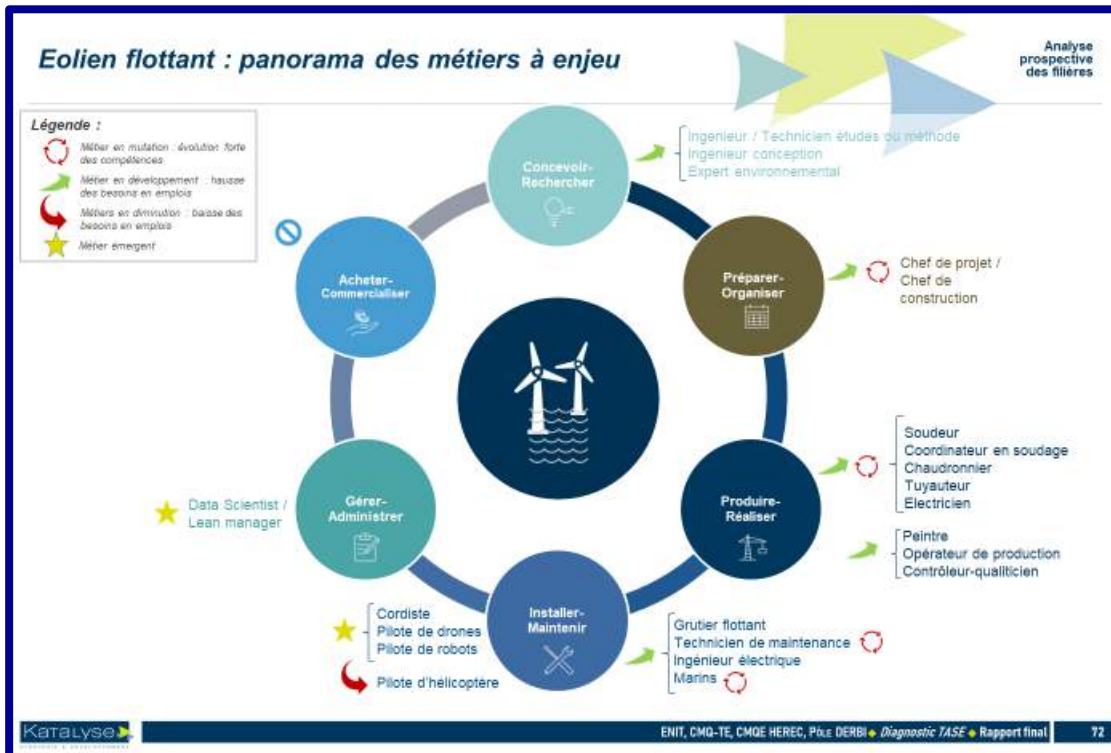 Eolien flottant : panorama des métiers à enjeu
Analyse
prospective
des filières
Légende :
Métier en mutation : évolution forte
des compétences
Métier en développement : hausse
des besoins en emplois
Métiers en diminution : baisse des
besoins en emplois
Métier émergent
Concevoir-
Rechercher
Ingenieur / Technicien études ou méthode
Ingenieur conception
Expert environnemental
Préparer-
Organiser
Chef de projet /
Chef de
construction
Produire-
Réaliser
Soudeur
Coordinateur en soudage
Chaudronnier
Tuyauteur
Electricien
Peintre
Opérateur de production
Contrôleur-qualiticien
Installer-
Maintenir
Grutier flottant
Technicien de maintenance
Ingénieur électrique
Marins
Cordiste
Pilote de drones
Pilote de robots
Pilote d'hélicoptère
Gérer-
Administrer
Data Scientist /
Lean manager
Acheter-
Commercialiser
KATALYSE
ENIT, CMQ-TE, CMQE HEREC, PÔLE DERBI ◆ Diagnostic TASE ◆ Rapport final 72